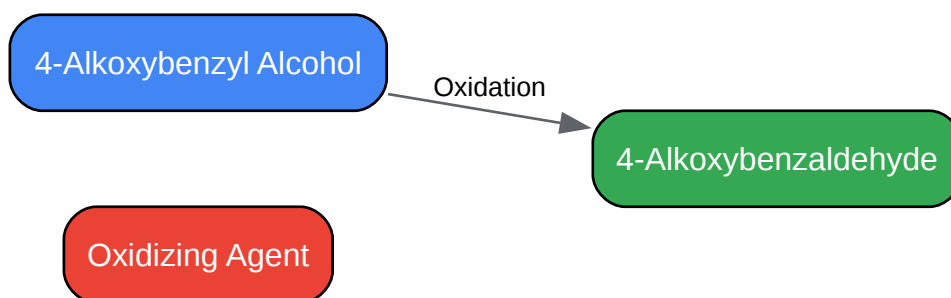 4-Alkoxybenzyl Alcohol
Oxidation
4-Alkoxybenzaldehyde
Oxidizing Agent